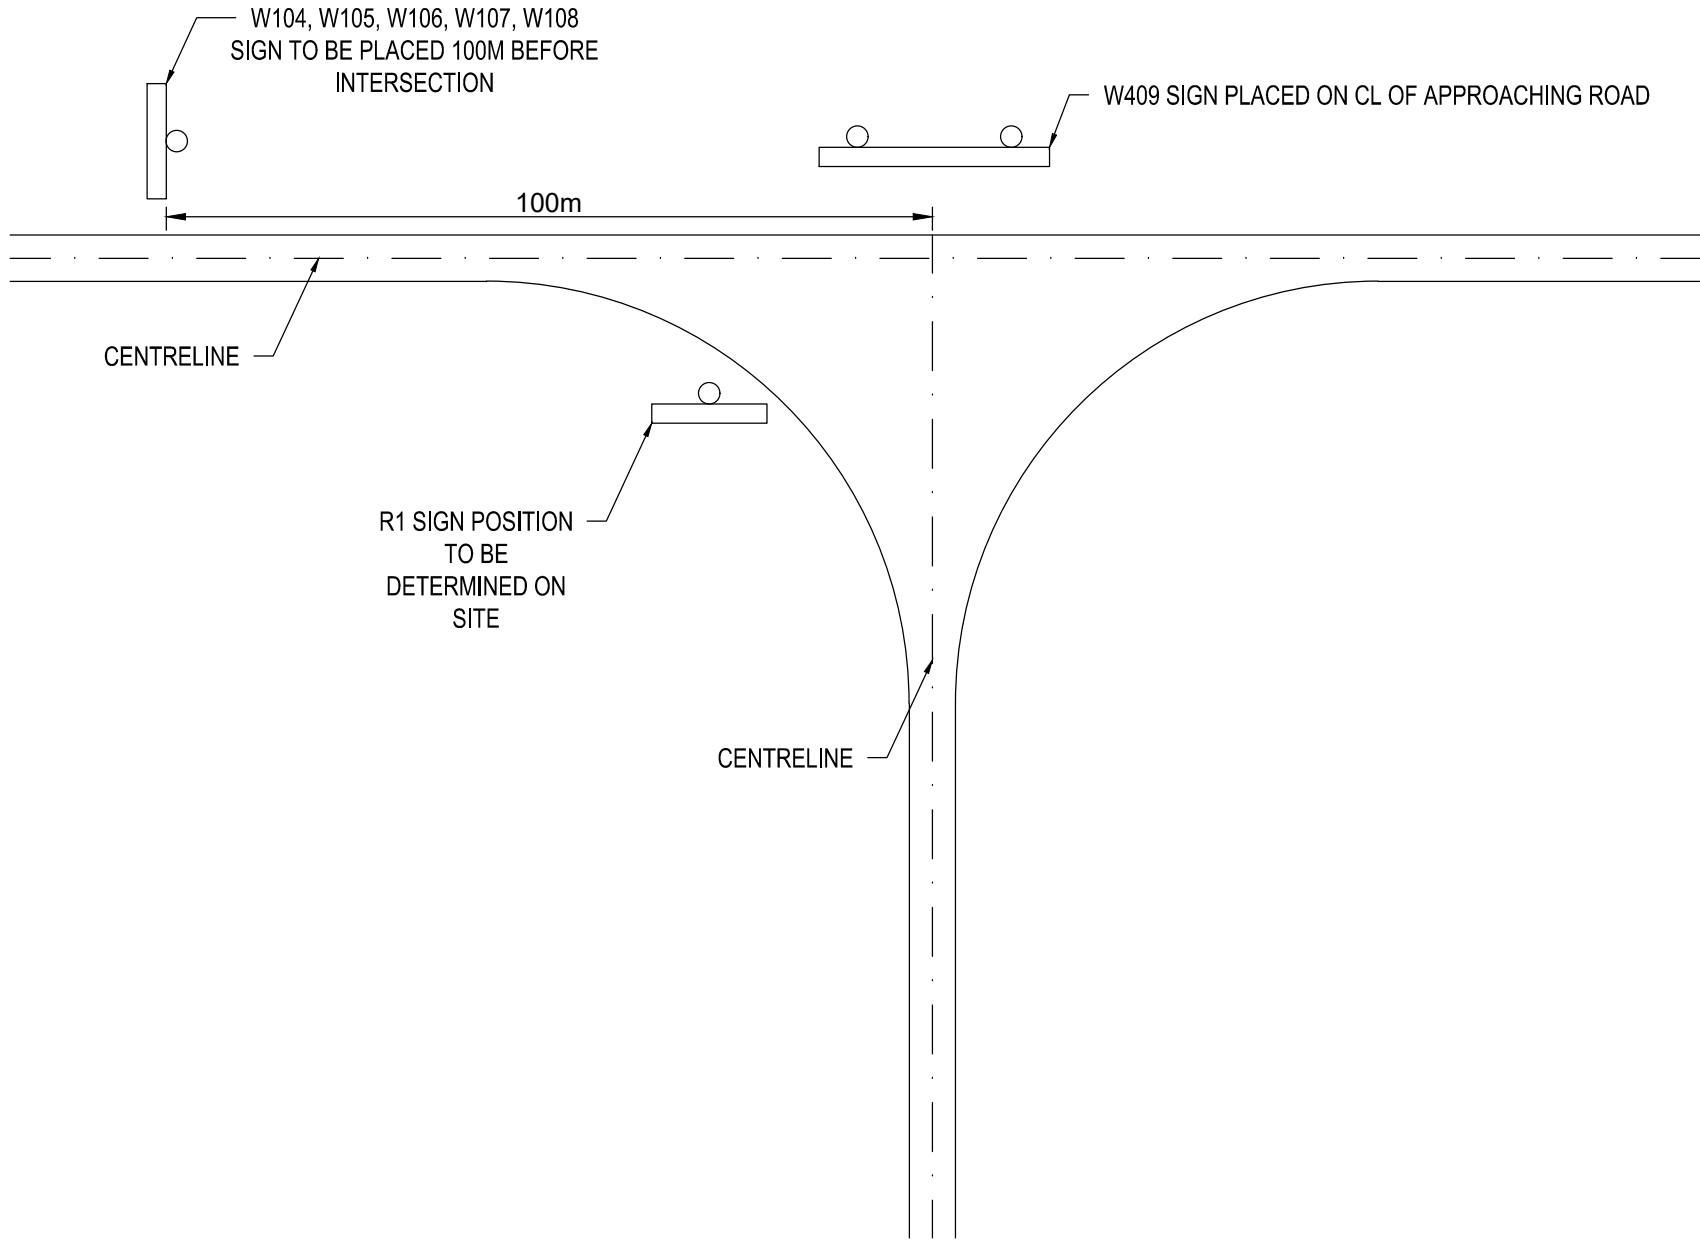 W104, W105, W106, W107, W108
SIGN TO BE PLACED 100M BEFORE
INTERSECTION
W409 SIGN PLACED ON CL OF APPROACHING ROAD
100m
CENTRELINE
R1 SIGN POSITION
TO BE
DETERMINED ON
SITE
CENTRELINE